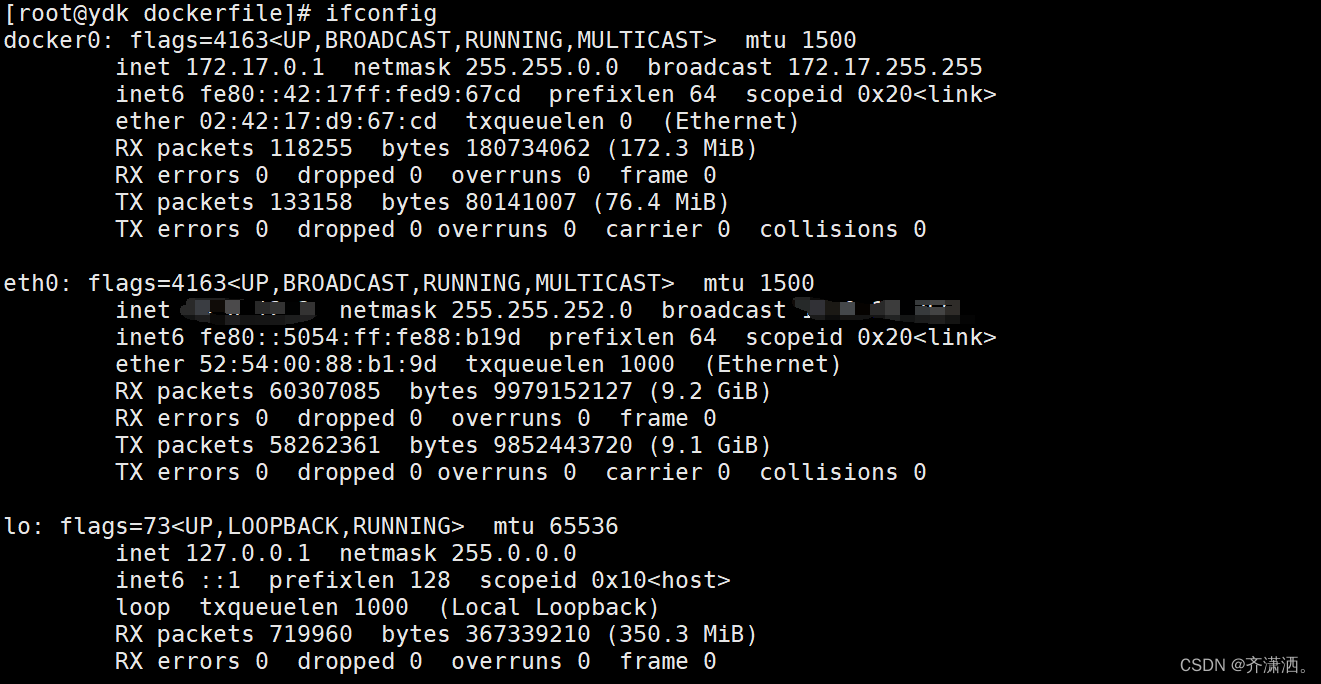 [root@ydk dockerfile]# ifconfig
docker0: flags=4163<UP,BROADCAST,RUNNING,MULTICAST>  mtu 1500
        inet 172.17.0.1  netmask 255.255.0.0  broadcast 172.17.255.255
        inet6 fe80::42:17ff:fed9:67cd  prefixlen 64  scopeid 0x20<link>
        ether 02:42:17:d9:67:cd  txqueuelen 0  (Ethernet)
        RX packets 118255  bytes 180734062 (172.3 MiB)
        RX errors 0  dropped 0  overruns 0  frame 0
        TX packets 133158  bytes 80141007 (76.4 MiB)
        TX errors 0  dropped 0 overruns 0  carrier 0  collisions 0

eth0: flags=4163<UP,BROADCAST,RUNNING,MULTICAST>  mtu 1500
        inet  netmask 255.255.252.0  broadcast
        inet6 fe80::5054:ff:fe88:b19d  prefixlen 64  scopeid 0x20<link>
        ether 52:54:00:88:b1:9d  txqueuelen 1000  (Ethernet)
        RX packets 60307085  bytes 9979152127 (9.2 GiB)
        RX errors 0  dropped 0  overruns 0  frame 0
        TX packets 58262361  bytes 9852443720 (9.1 GiB)
        TX errors 0  dropped 0 overruns 0  carrier 0  collisions 0

lo: flags=73<UP,LOOPBACK,RUNNING>  mtu 65536
        inet 127.0.0.1  netmask 255.0.0.0
        inet6 ::1  prefixlen 128  scopeid 0x10<host>
        loop  txqueuelen 1000  (Local Loopback)
        RX packets 719960  bytes 367339210 (350.3 MiB)
        RX errors 0  dropped 0  overruns 0  frame 0
CSDN @齐潇洒。